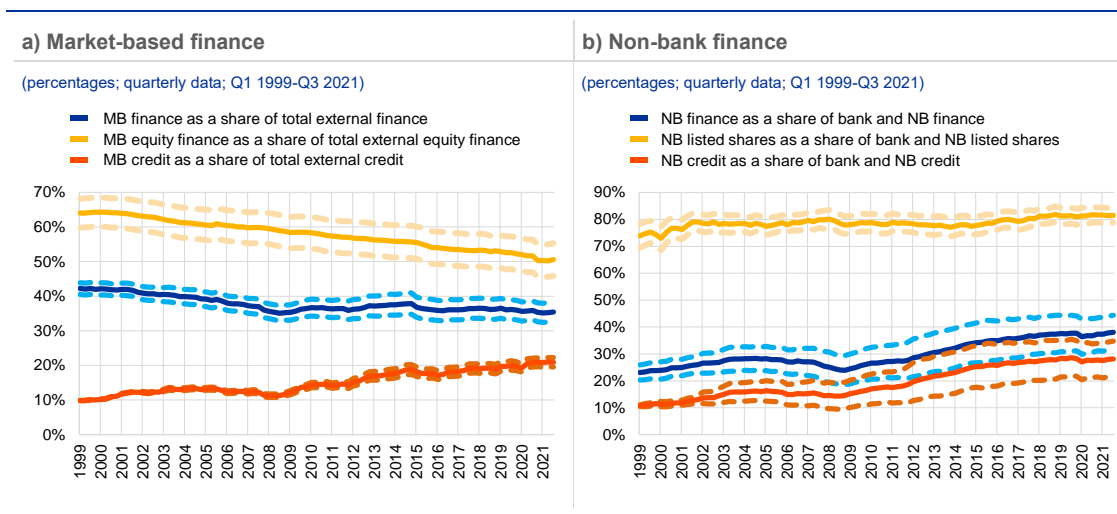 a) Market-based finance
(percentages; quarterly data; Q1 1999-Q3 2021)
MB finance as a share of total external finance
MB equity finance as a share of total external equity finance
MB credit as a share of total external credit
70%
60%
50%
40%
30%
20%
10%
0%
1999 2000 2001 2002 2003 2004 2005 2006 2007 2008 2009 2010 2011 2012 2013 2014 2015 2016 2017 2018 2019 2020 2021
b) Non-bank finance
(percentages; quarterly data; Q1 1999-Q3 2021)
NB finance as a share of bank and NB finance
NB listed shares as a share of bank and NB listed shares
NB credit as a share of bank and NB credit
90%
80%
70%
60%
50%
40%
30%
20%
10%
0%
1999 2000 2001 2002 2003 2004 2005 2006 2007 2008 2009 2010 2011 2012 2013 2014 2015 2016 2017 2018 2019 2020 2021